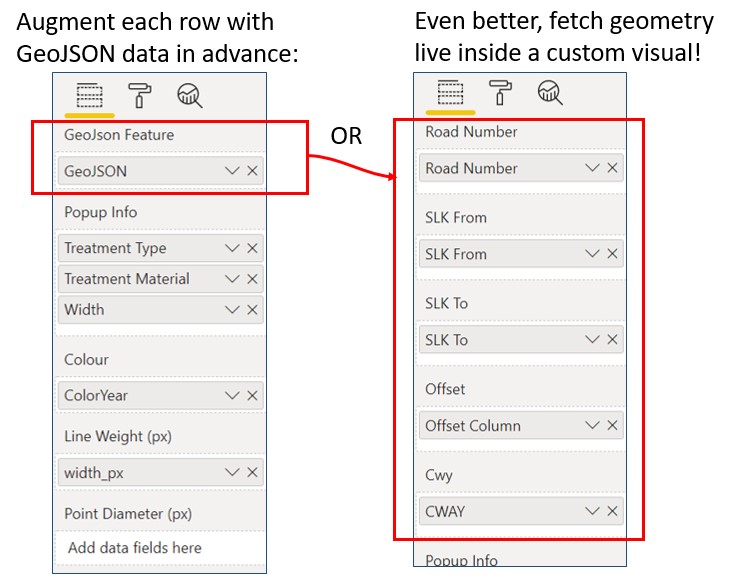 Augment each row with
GeoJSON data in advance:
GeoJson Feature
GeoJSON
Popup Info
Treatment Type
Treatment Material
Width
Colour
ColorYear
Line Weight (px)
width_px
Point Diameter (px)
Add data fields here
OR
Even better, fetch geometry
live inside a custom visual!
Road Number
Road Number
SLK From
SLK From
SLK To
SLK To
Offset
Offset Column
Cwy
CWAY
Popup Info